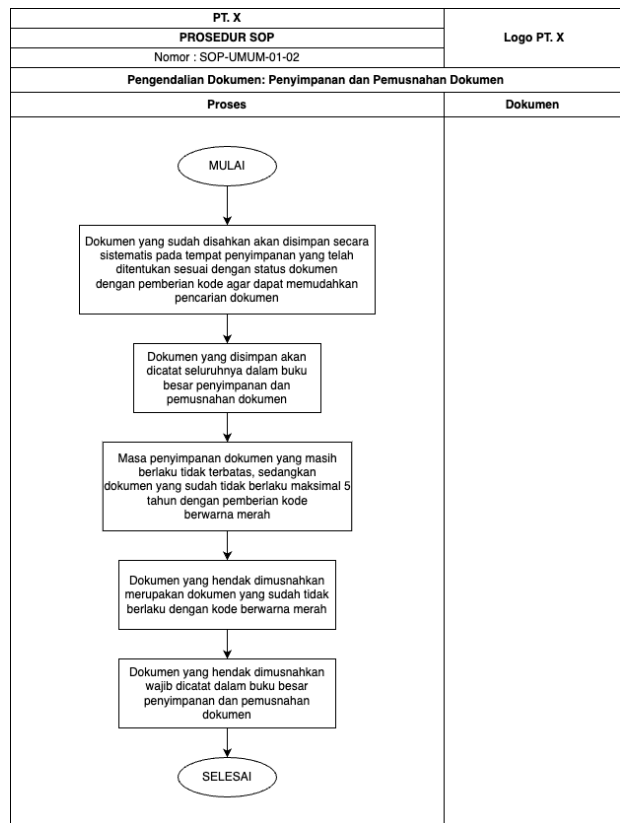 PT. X
PROSEDUR SOP
Logo PT. X
Nomor : SOP-UMUM-01-02
Pengendalian Dokumen: Penyimpanan dan Pemusnahan Dokumen
Proses
Dokumen
MULAI
Dokumen yang sudah disahkan akan disimpan secara
sistematis pada tempat penyimpanan yang telah
ditentukan sesuai dengan status dokumen
dengan pemberian kode agar dapat memudahkan
pencarian dokumen
Dokumen yang disimpan akan
dicatat seluruhnya dalam buku
besar penyimpanan dan
pemusnahan dokumen
Masa penyimpanan dokumen yang masih
berlaku tidak terbatas, sedangkan
dokumen yang sudah tidak berlaku maksimal 5
tahun dengan pemberian kode
berwarna merah
Dokumen yang hendak dimusnahkan
merupakan dokumen yang sudah tidak
berlaku dengan kode berwarna merah
Dokumen yang hendak dimusnahkan
wajib dicatat dalam buku besar
penyimpanan dan pemusnahan
dokumen
SELESAI